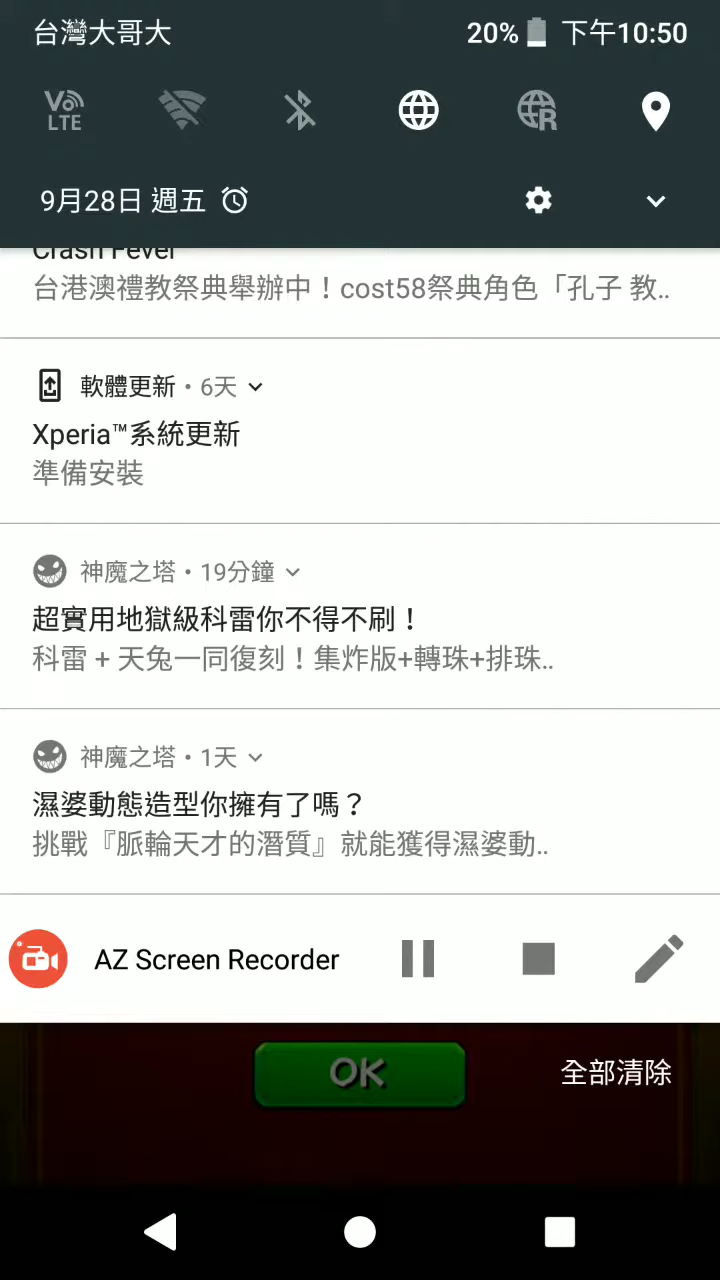 台灣大哥大 20% 下午10:50
VoLTE R
9月28日 週五
Crash Fever
台港澳禮教祭典舉辦中！cost58祭典角色「孔子 教..
軟體更新・6天
Xperia™系統更新
準備安裝
神魔之塔・19分鐘
超實用地獄級科雷你不得不刷！
科雷 + 天兔一同復刻！集炸版+轉珠+排珠..
神魔之塔・1天
濕婆動態造型你擁有了嗎？
挑戰『脈輪天才的潛質』就能獲得濕婆動..
AZ Screen Recorder
OK 全部清除